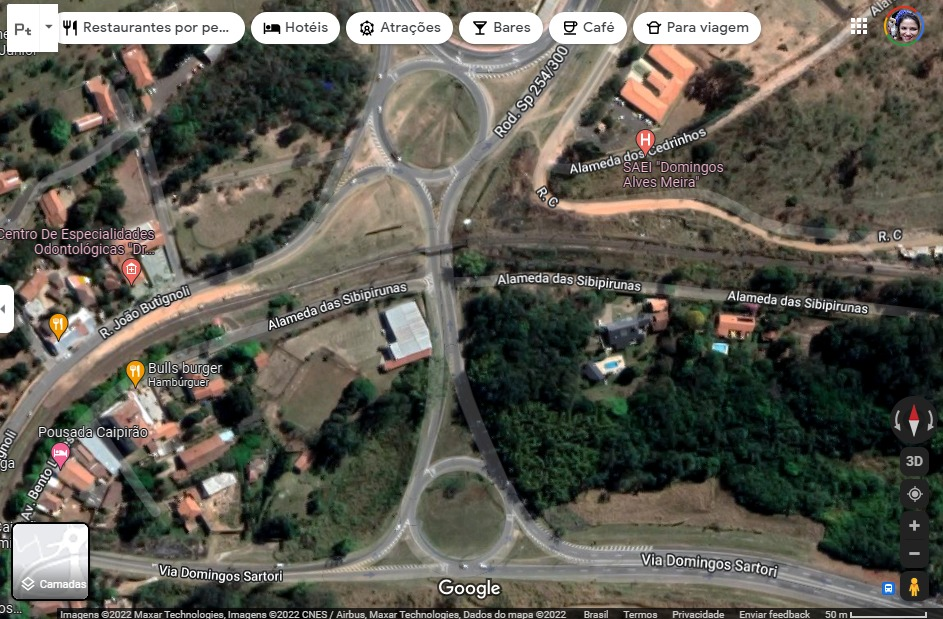 Pt
Restaurantes por pe...
Hotéis
Atrações
Bares
Café
Para viagem
Rod. Sp 254/300
Alameda dos Cedrinhos
SAEI "Domingos
Alves Meira"
R. C
R. C
Centro De Especialidades
Odontológicas "Dr...
R. João Butignoli
Alameda das Sibipirunas
Alameda das Sibipirunas
Alameda das Sibipirunas
Bulls burger
Hambúrguer
Pousada Caipirão
3D
Camadas
Via Domingos Sartori
Via Domingos Sartori
Google
Imagens ©2022 Maxar Technologies, Imagens ©2022 CNES / Airbus, Maxar Technologies, Dados do mapa ©2022
Brasil
Termos
Privacidade
Enviar feedback
50 m